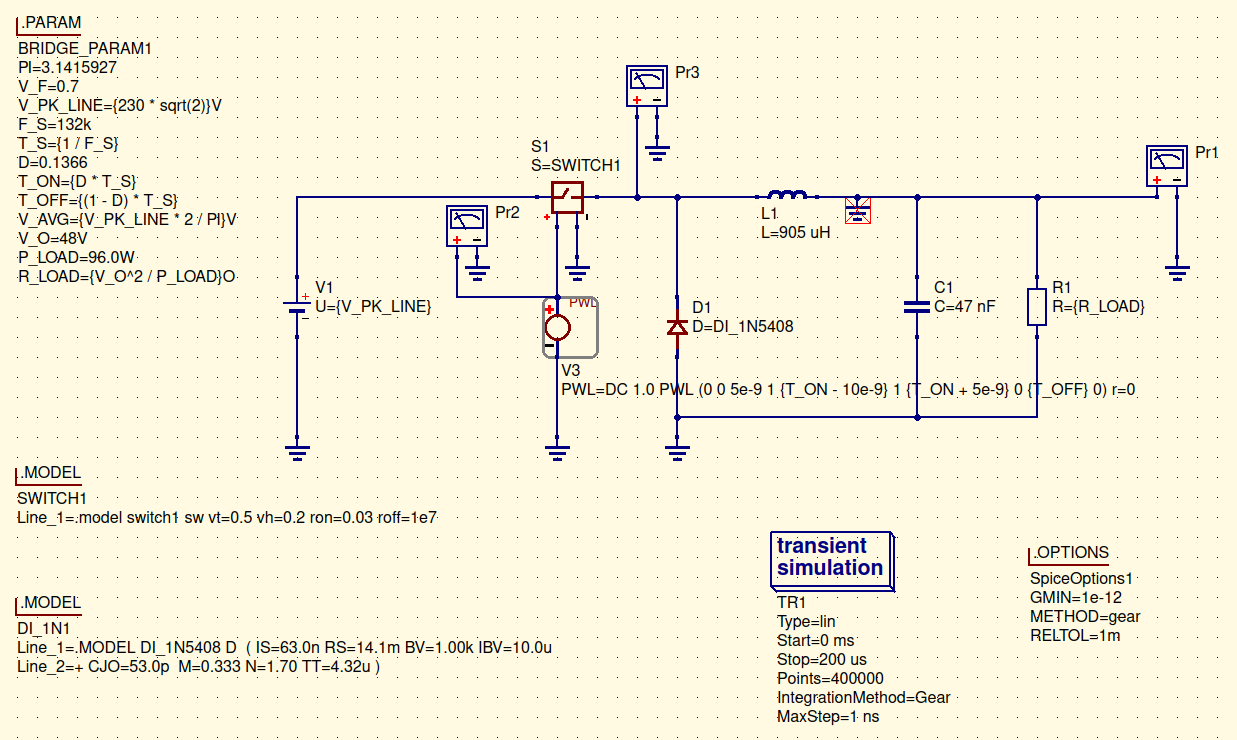 .PARAM
BRIDGE_PARAM1
PI=3.1415927
V_F=0.7
V_PK_LINE={230 * sqrt(2)}V
F_S=132k
T_S={1 / F_S}
D=0.1366
T_ON={D * T_S}
T_OFF={(1 - D) * T_S}
V_AVG={V_PK_LINE * 2 / PI}V
V_O=48V
P_LOAD=96.0W
R_LOAD={V_O^2 / P_LOAD}O
Pr3
S1
S=SWITCH1
Pr1
Pr2
L1
L=905 uH
V1
U={V_PK_LINE}
PWL
D1
D=DI_1N5408
C1
C=47 nF
R1
R={R_LOAD}
V3
PWL=DC 1.0 PWL (0 0 5e-9 1 {T_ON - 10e-9} 1 {T_ON + 5e-9} 0 {T_OFF} 0) r=0
.MODEL
SWITCH1
Line_1=.model switch1 sw vt=0.5 vh=0.2 ron=0.03 roff=1e7
.MODEL
DI_1N1
Line_1=.MODEL DI_1N5408 D ( IS=63.0n RS=14.1m BV=1.00k IBV=10.0u
Line_2=+ CJO=53.0p M=0.333 N=1.70 TT=4.32u )
transient
simulation
TR1
Type=lin
Start=0 ms
Stop=200 us
Points=400000
IntegrationMethod=Gear
MaxStep=1 ns
.OPTIONS
SpiceOptions1
GMIN=1e-12
METHOD=gear
RELTOL=1m